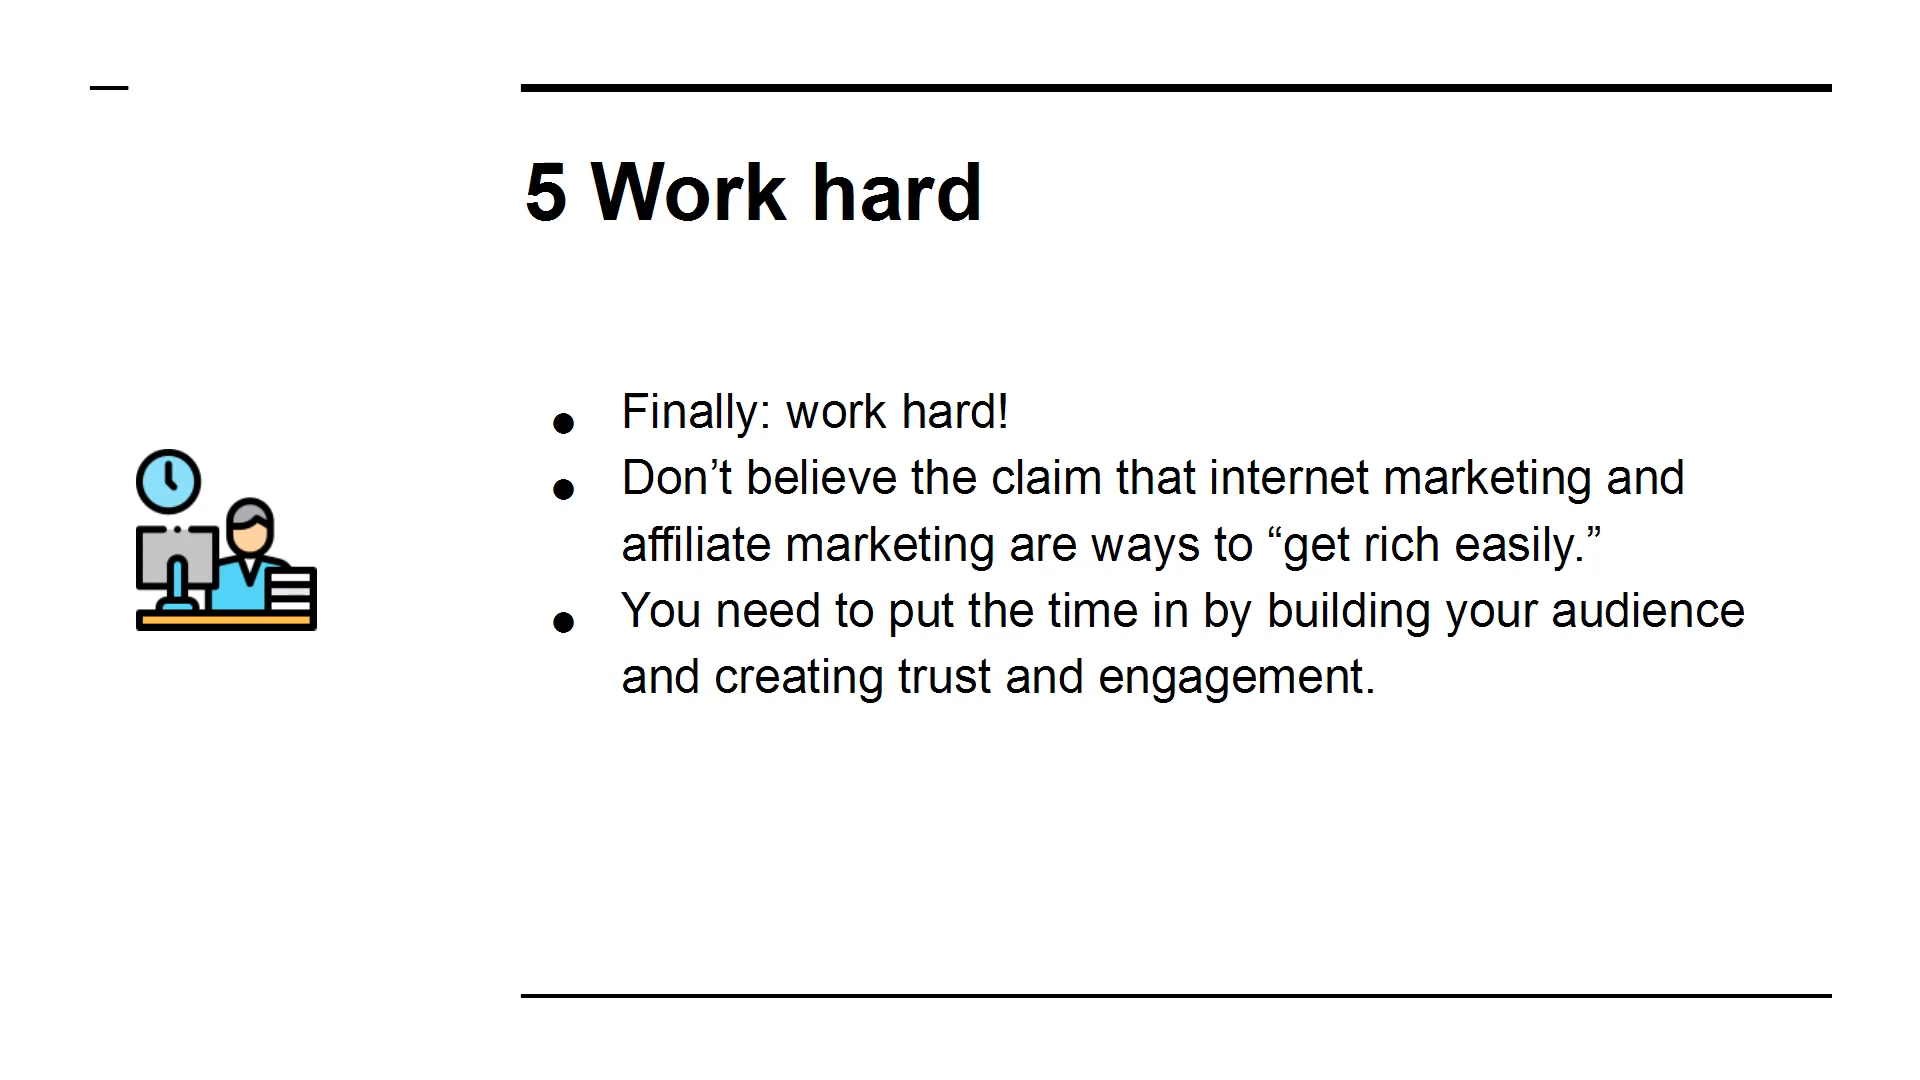 5 Work hard
● Finally: work hard!
● Don’t believe the claim that internet marketing and
affiliate marketing are ways to “get rich easily.”
● You need to put the time in by building your audience
and creating trust and engagement.